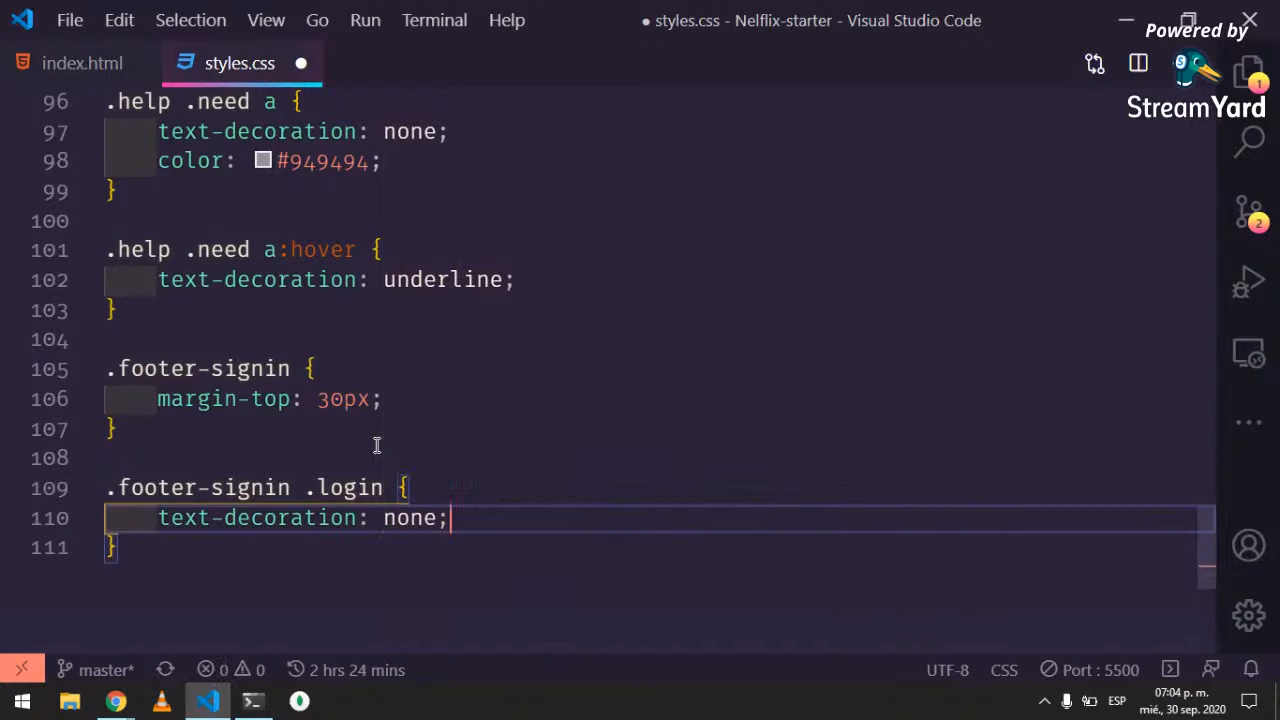 File Edit Selection View Go Run Terminal Help
● styles.css - Nelflix-starter - Visual Studio Code
Powered by
StreamYard
index.html
styles.css
96 .help .need a {
97 text-decoration: none;
98 color: #949494;
99 }
100
101 .help .need a:hover {
102 text-decoration: underline;
103 }
104
105 .footer-signin {
106 margin-top: 30px;
107 }
108
109 .footer-signin .login {
110 text-decoration: none;
111 }
1
2
master* 0 0 2 hrs 24 mins UTF-8 CSS Port : 5500
ESP
07:04 p. m.
mié., 30 sep. 2020